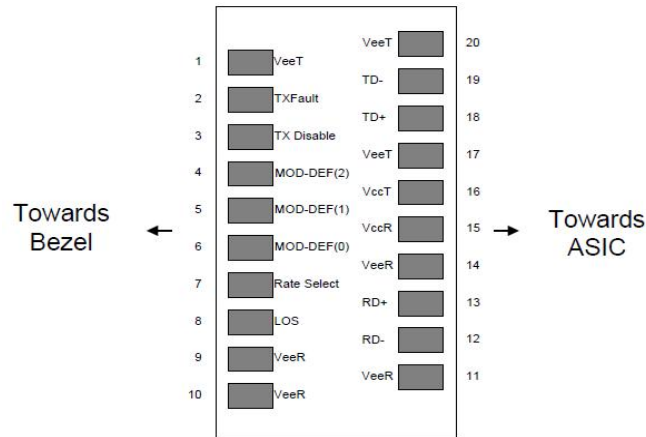 VeeT 20
1 VeeT
TD- 19
2 TXFault
TD+ 18
3 TX Disable
VeeT 17
4 MOD-DEF(2)
VccT 16
5 MOD-DEF(1)
Towards
Bezel
VccR 15
Towards
ASIC
6 MOD-DEF(0)
VeeR 14
7 Rate Select
RD+ 13
8 LOS
RD- 12
9 VeeR
VeeR 11
10 VeeR